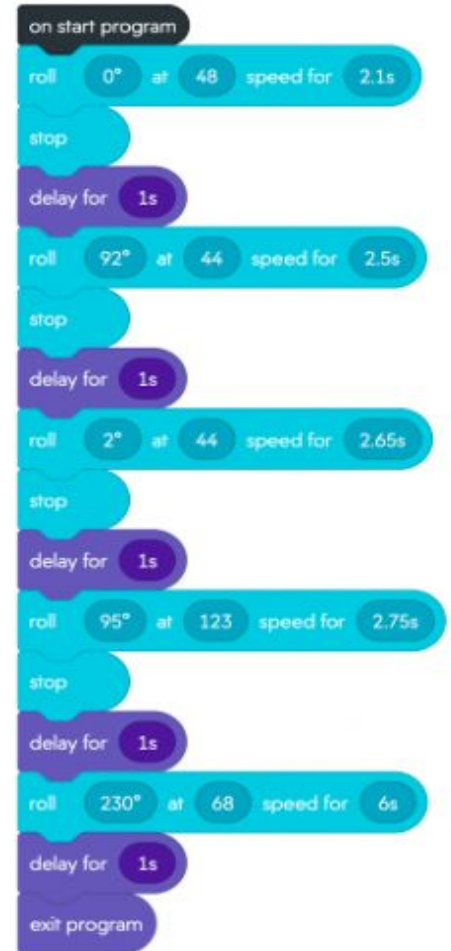 on start program
roll 0° at 48 speed for 2.1s
stop
delay for 1s
roll 92° at 44 speed for 2.5s
stop
delay for 1s
roll 2° at 44 speed for 2.65s
stop
delay for 1s
roll 95° at 123 speed for 2.75s
stop
delay for 1s
roll 230° at 68 speed for 6s
delay for 1s
exit program